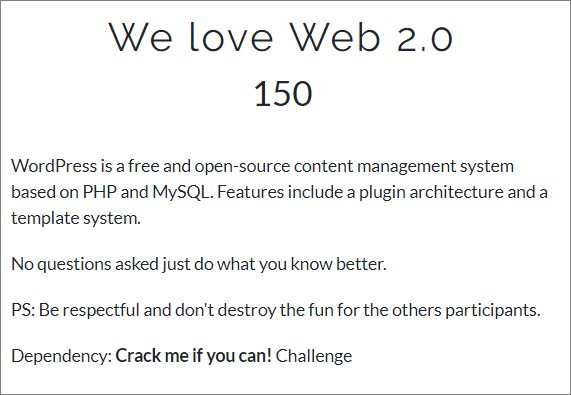 We love Web 2.0
150
WordPress is a free and open-source content management system
based on PHP and MySQL. Features include a plugin architecture and a
template system.
No questions asked just do what you know better.
PS: Be respectful and don't destroy the fun for the others participants.
Dependency: Crack me if you can! Challenge